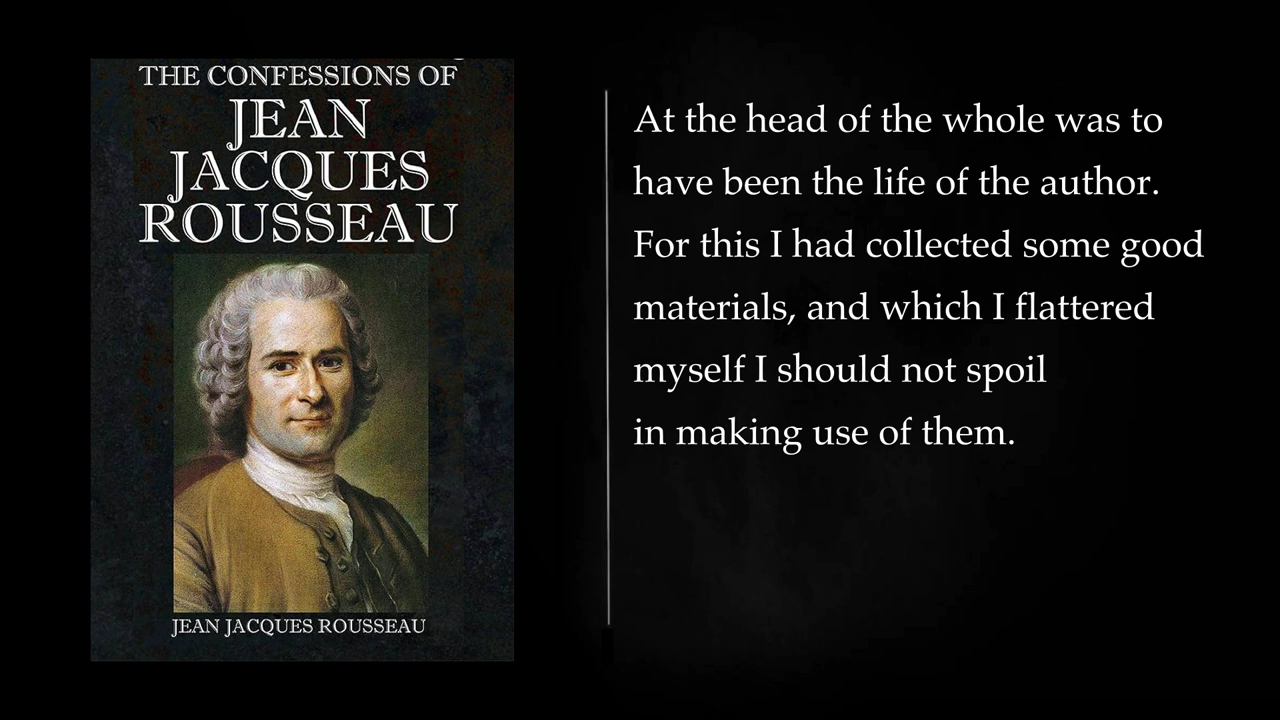 THE CONFESSIONS OF
JEAN
JACQUES
ROUSSEAU
JEAN JACQUES ROUSSEAU
At the head of the whole was to
have been the life of the author.
For this I had collected some good
materials, and which I flattered
myself I should not spoil
in making use of them.